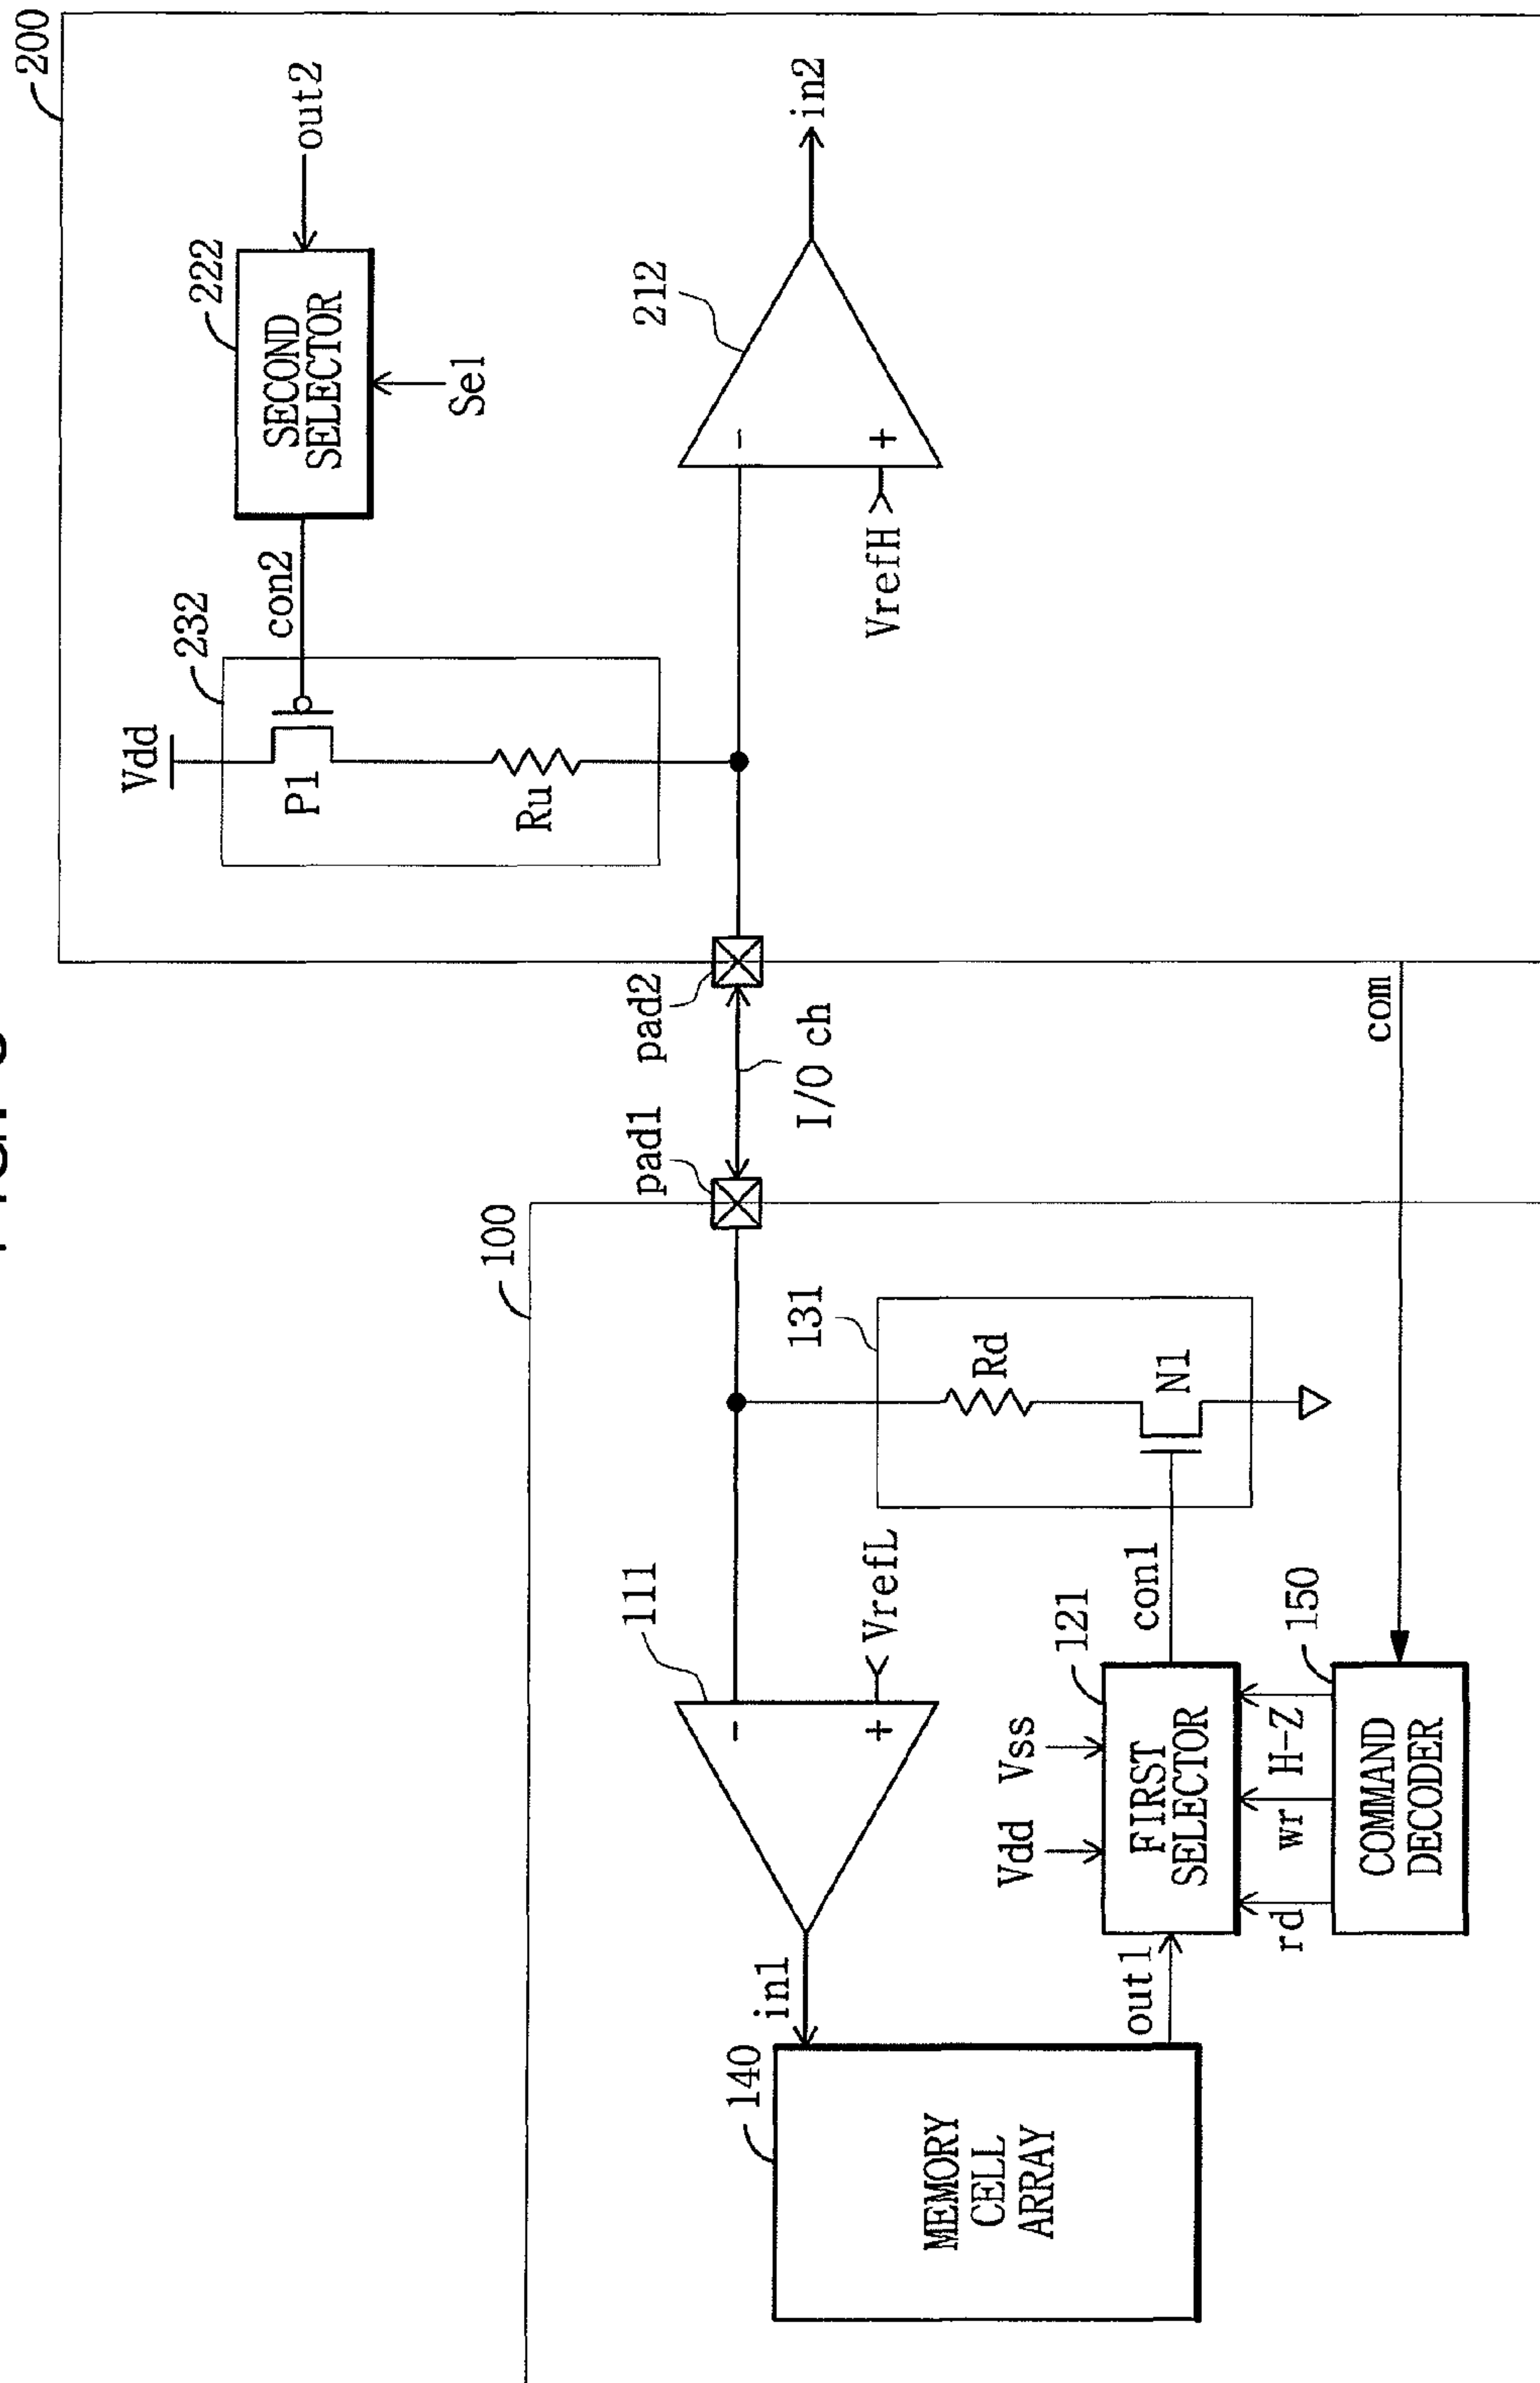 200
out2
222
SECOND
SELECTOR
Sel
con2
232
Vdd
P1
Ru
212
in2
-
+
VrefH
pad1
pad2
I/O ch
com
100
131
Rd
N1
111
-
+
VrefL
in1
140
MEMORY
CELL
ARRAY
out1
Vdd
Vss
121
FIRST
SELECTOR
con1
rd
wr
H-Z
150
COMMAND
DECODER